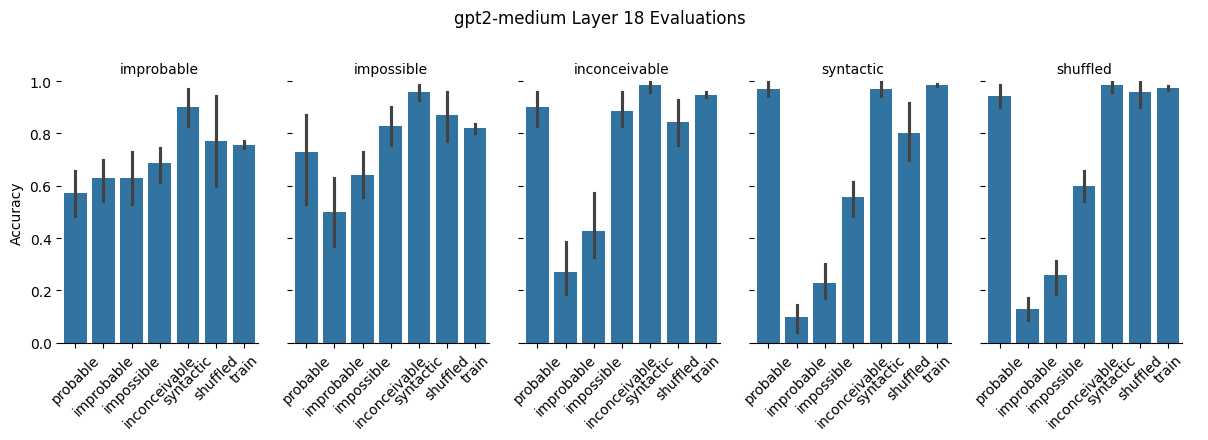 gpt2-medium Layer 18 Evaluations
improbable impossible inconceivable syntactic shuffled
Accuracy
1.0
0.8
0.6
0.4
0.2
0.0
probable improbable impossible inconceivable syntactic shuffled train
probable improbable impossible inconceivable syntactic shuffled train
probable improbable impossible inconceivable syntactic shuffled train
probable improbable impossible inconceivable syntactic shuffled train
probable improbable impossible inconceivable syntactic shuffled train